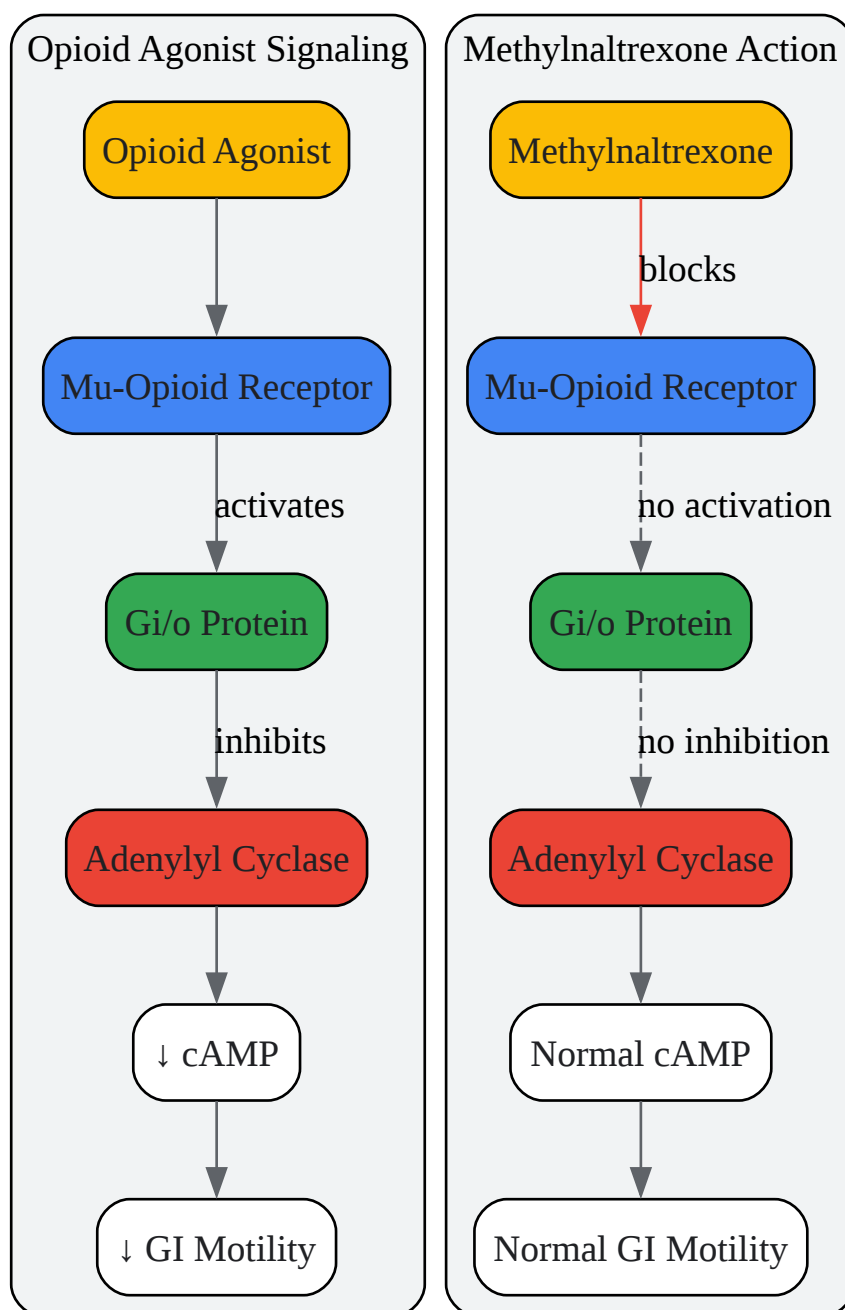 Opioid Agonist Signaling
Opioid Agonist
Mu-Opioid Receptor
activates
Gi/o Protein
inhibits
Adenylyl Cyclase
↓ cAMP
↓ GI Motility
Methylnaltrexone Action
Methylnaltrexone
blocks
Mu-Opioid Receptor
no activation
Gi/o Protein
no inhibition
Adenylyl Cyclase
Normal cAMP
Normal GI Motility